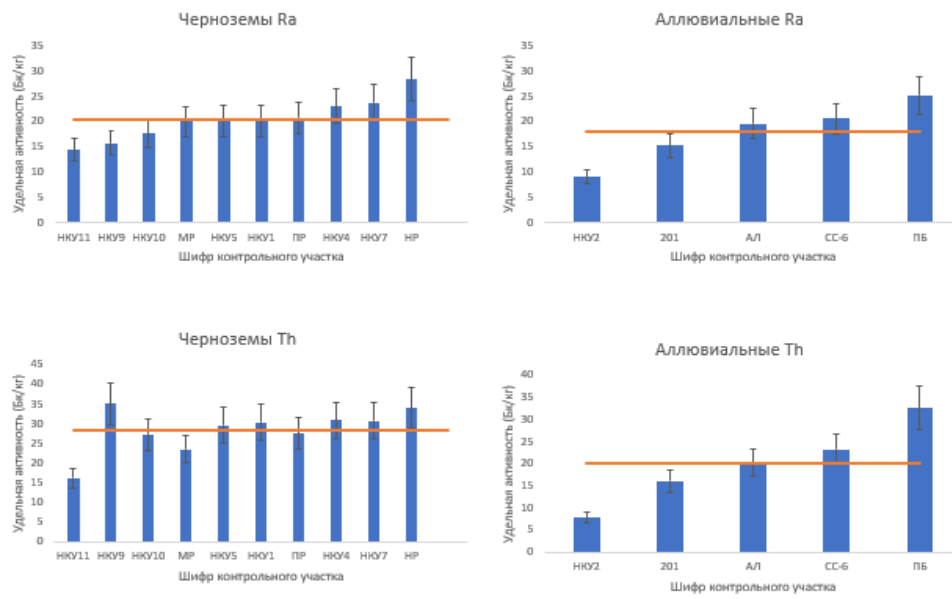 Черноземы Ra
Удельная активность (Бк/кг)
35
30
25
20
15
10
5
0
НКУ11 НКУ9 НКУ10 МР НКУ5 НКУ1 ПР НКУ4 НКУ7 НР
Шифр контрольного участка
Аллювиальные Ra
Удельная активность (Бк/кг)
35
30
25
20
15
10
5
0
НКУ2 201 АЛ СС-6 ПБ
Шифр контрольного участка
Черноземы Th
Удельная активность (Бк/кг)
45
40
35
30
25
20
15
10
5
0
НКУ11 НКУ9 НКУ10 МР НКУ5 НКУ1 ПР НКУ4 НКУ7 НР
Шифр контрольного участка
Аллювиальные Th
Удельная активность (Бк/кг)
40
35
30
25
20
15
10
5
0
НКУ2 201 АЛ СС-6 ПБ
Шифр контрольного участка